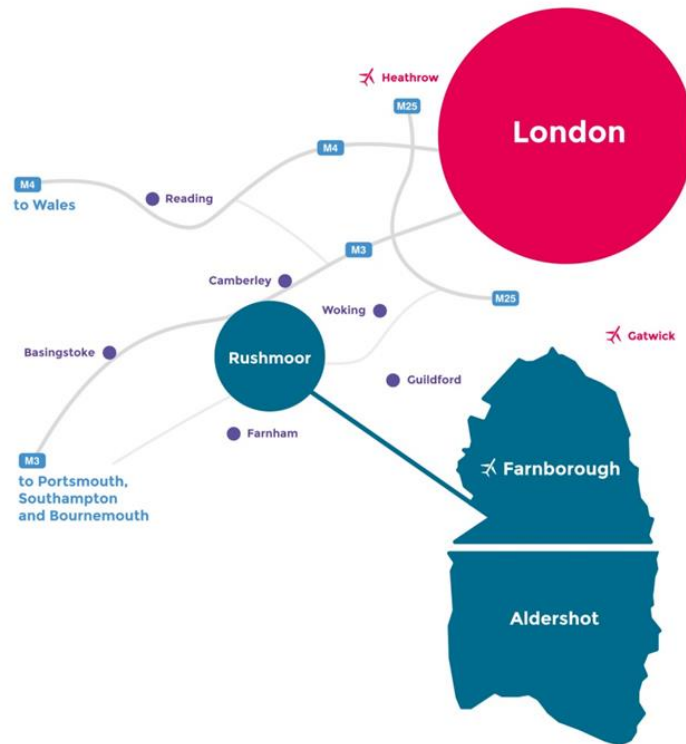 Heathrow
M25
London
M4
M4
to Wales
Reading
M3
Camberley
M25
Woking
Gatwick
Rushmoor
Basingstoke
Guildford
Farnham
M3
to Portsmouth,
Southampton
and Bournemouth
Farnborough
Aldershot